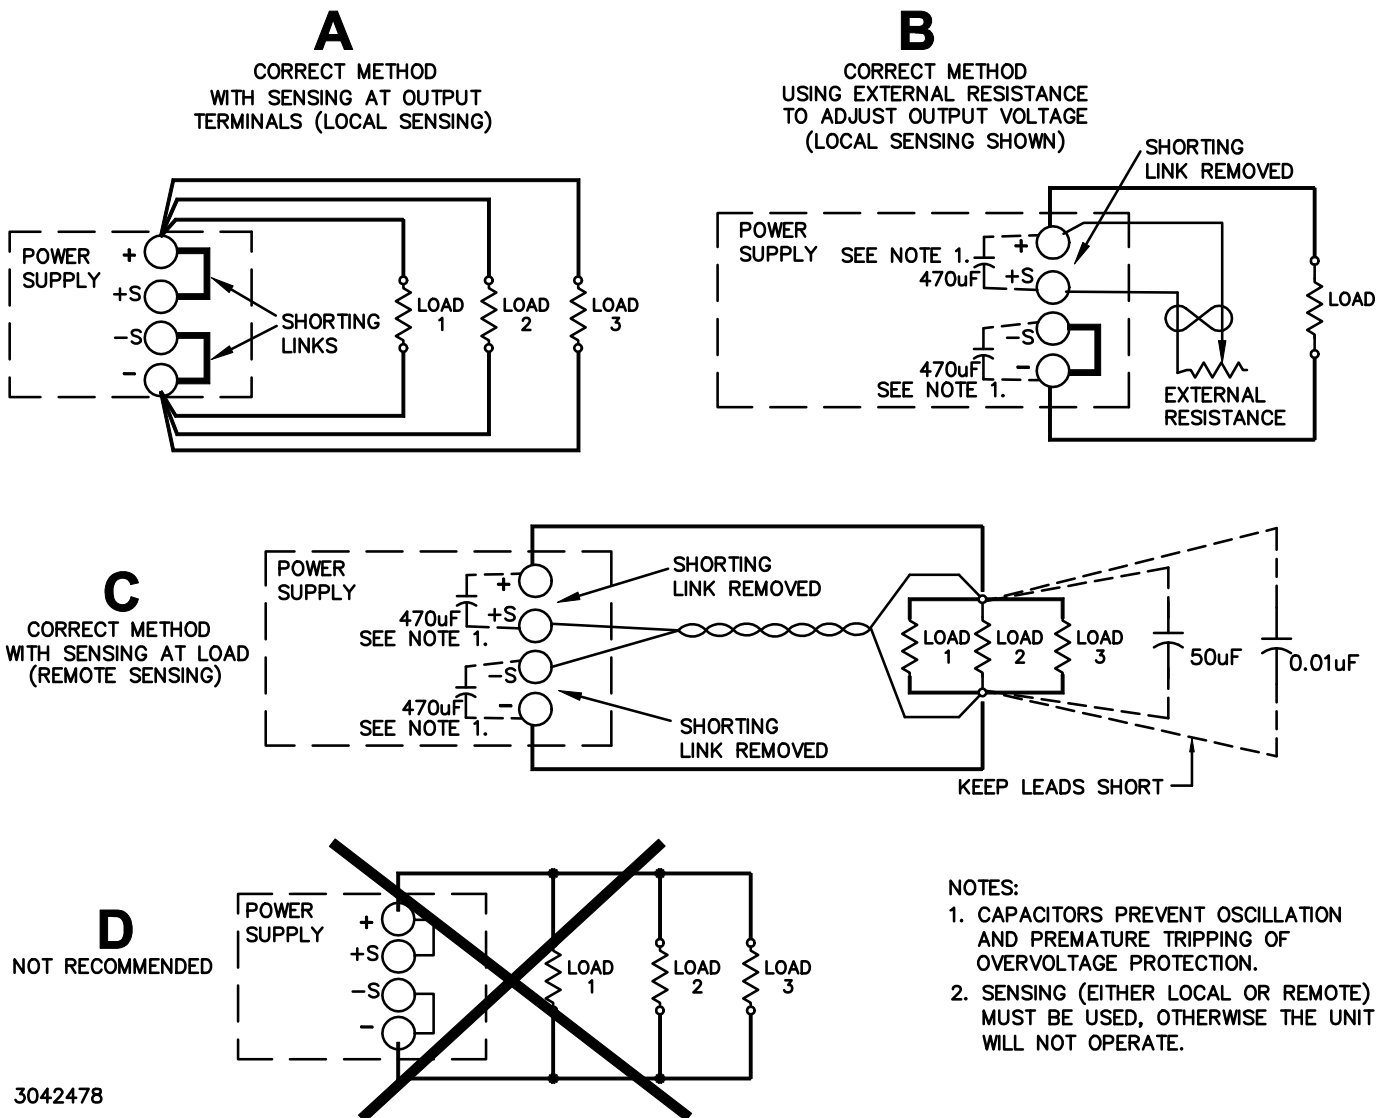 A
CORRECT METHOD
WITH SENSING AT OUTPUT
TERMINALS (LOCAL SENSING)
POWER
SUPPLY
+
+S
-S
-
SHORTING
LINKS
LOAD
1
LOAD
2
LOAD
3
B
CORRECT METHOD
USING EXTERNAL RESISTANCE
TO ADJUST OUTPUT VOLTAGE
(LOCAL SENSING SHOWN)
SHORTING
LINK REMOVED
POWER
SUPPLY
SEE NOTE 1.
470uF
+
+S
-S
-
470uF
SEE NOTE 1.
LOAD
EXTERNAL
RESISTANCE
C
CORRECT METHOD
WITH SENSING AT LOAD
(REMOTE SENSING)
POWER
SUPPLY
+
+S
470uF
SEE NOTE 1.
-S
-
470uF
SEE NOTE 1.
SHORTING
LINK REMOVED
SHORTING
LINK REMOVED
LOAD
1
LOAD
2
LOAD
3
50uF
0.01uF
KEEP LEADS SHORT
D
NOT RECOMMENDED
POWER
SUPPLY
+
+S
-S
-
LOAD
1
LOAD
2
LOAD
3
NOTES:
1. CAPACITORS PREVENT OSCILLATION
AND PREMATURE TRIPPING OF
OVERVOLTAGE PROTECTION.
2. SENSING (EITHER LOCAL OR REMOTE)
MUST BE USED, OTHERWISE THE UNIT
WILL NOT OPERATE.
3042478